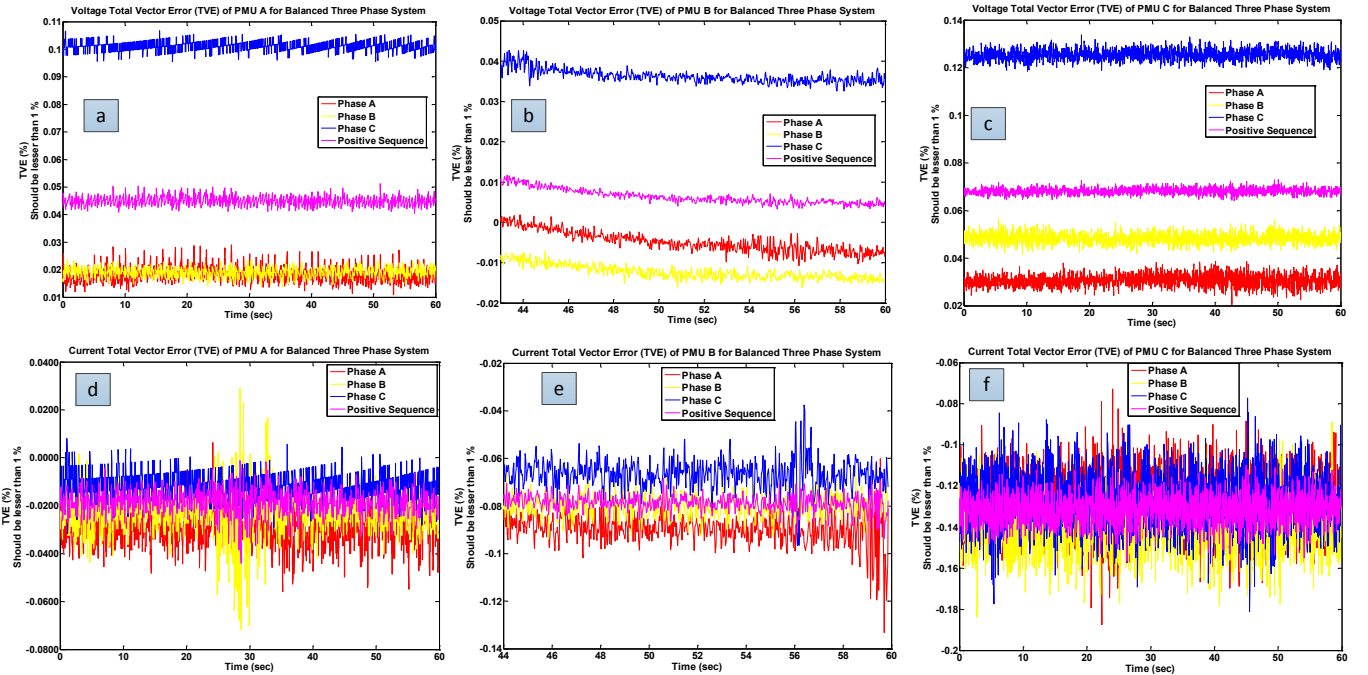 Voltage Total Vector Error (TVE) of PMU A for Balanced Three Phase System
0.11
0.1
0.09
0.08
0.07
0.06
0.05
0.04
0.03
0.02
0.01
0
10
20
30
40
50
60
Time (sec)
TVE (%)
Should be lesser than 1 %
a
Phase A
Phase B
Phase C
Positive Sequence
Voltage Total Vector Error (TVE) of PMU B for Balanced Three Phase System
0.05
0.04
0.03
0.02
0.01
0
-0.01
-0.02
44
46
48
50
52
54
56
58
60
Time (sec)
TVE (%)
Should be lesser than 1 %
b
Phase A
Phase B
Phase C
Positive Sequence
Voltage Total Vector Error (TVE) of PMU C for Balanced Three Phase System
0.14
0.12
0.1
0.08
0.06
0.04
0.02
0
10
20
30
40
50
60
Time (sec)
TVE (%)
Should be lesser than 1 %
c
Phase A
Phase B
Phase C
Positive Sequence
Current Total Vector Error (TVE) of PMU A for Balanced Three Phase System
0.0400
0.0200
0.0000
-0.0200
-0.0400
-0.0600
-0.0800
0
10
20
30
40
50
60
Time (sec)
TVE (%)
Should be lesser than 1 %
d
Phase A
Phase B
Phase C
Positive Sequence
Current Total Vector Error (TVE) of PMU B for Balanced Three Phase System
-0.02
-0.04
-0.06
-0.08
-0.1
-0.12
-0.14
44
46
48
50
52
54
56
58
60
Time (sec)
TVE (%)
Should be lesser than 1 %
e
Phase A
Phase B
Phase C
Positive Sequence
Current Total Vector Error (TVE) of PMU C for Balanced Three Phase System
-0.06
-0.08
-0.1
-0.12
-0.14
-0.16
-0.18
-0.2
0
10
20
30
40
50
60
Time (sec)
TVE (%)
Should be lesser than 1 %
f
Phase A
Phase B
Phase C
Positive Sequence